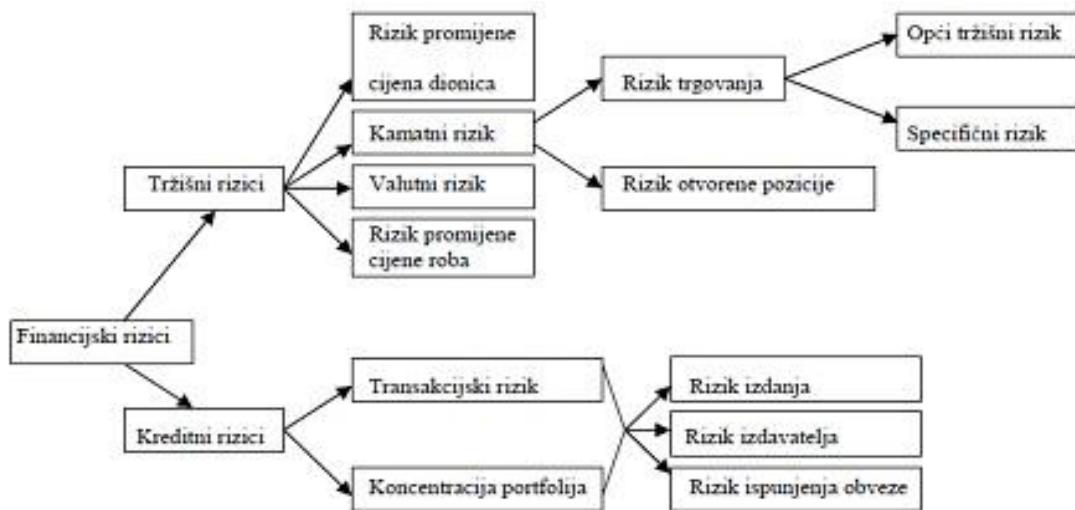 Rizik promijene
cijena dionica
Kamatni rizik
Valutni rizik
Rizik promijene
cijene roba
Rizik trgovanja
Rizik otvorene pozicije
Opći tržišni rizik
Specifični rizik
Tržišni rizici
Financijski rizici
Kreditni rizici
Transakcijski rizik
Koncentracija portfolija
Rizik izdanja
Rizik izdavatelja
Rizik ispunjenja obveze